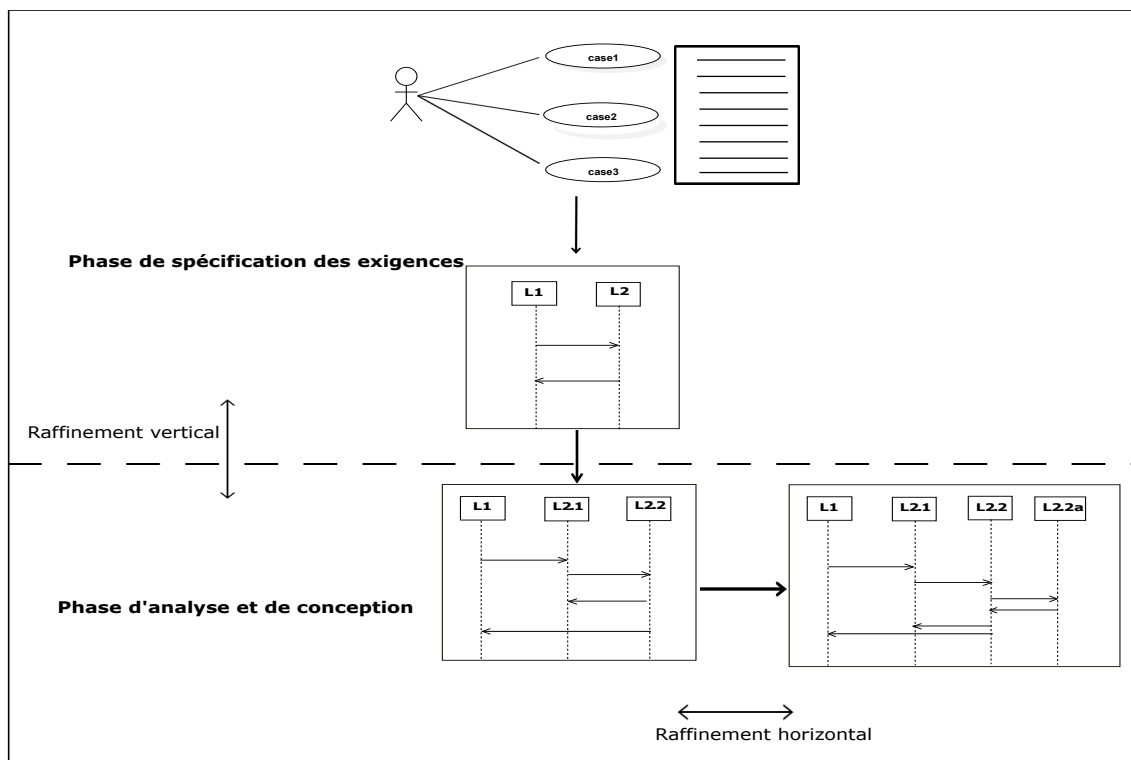 case1
case2
case3
Phase de spécification des exigences
L1
L2
Raffinement vertical
L1
L2.1
L2.2
L1
L2.1
L2.2
L2.2a
Phase d'analyse et de conception
Raffinement horizontal